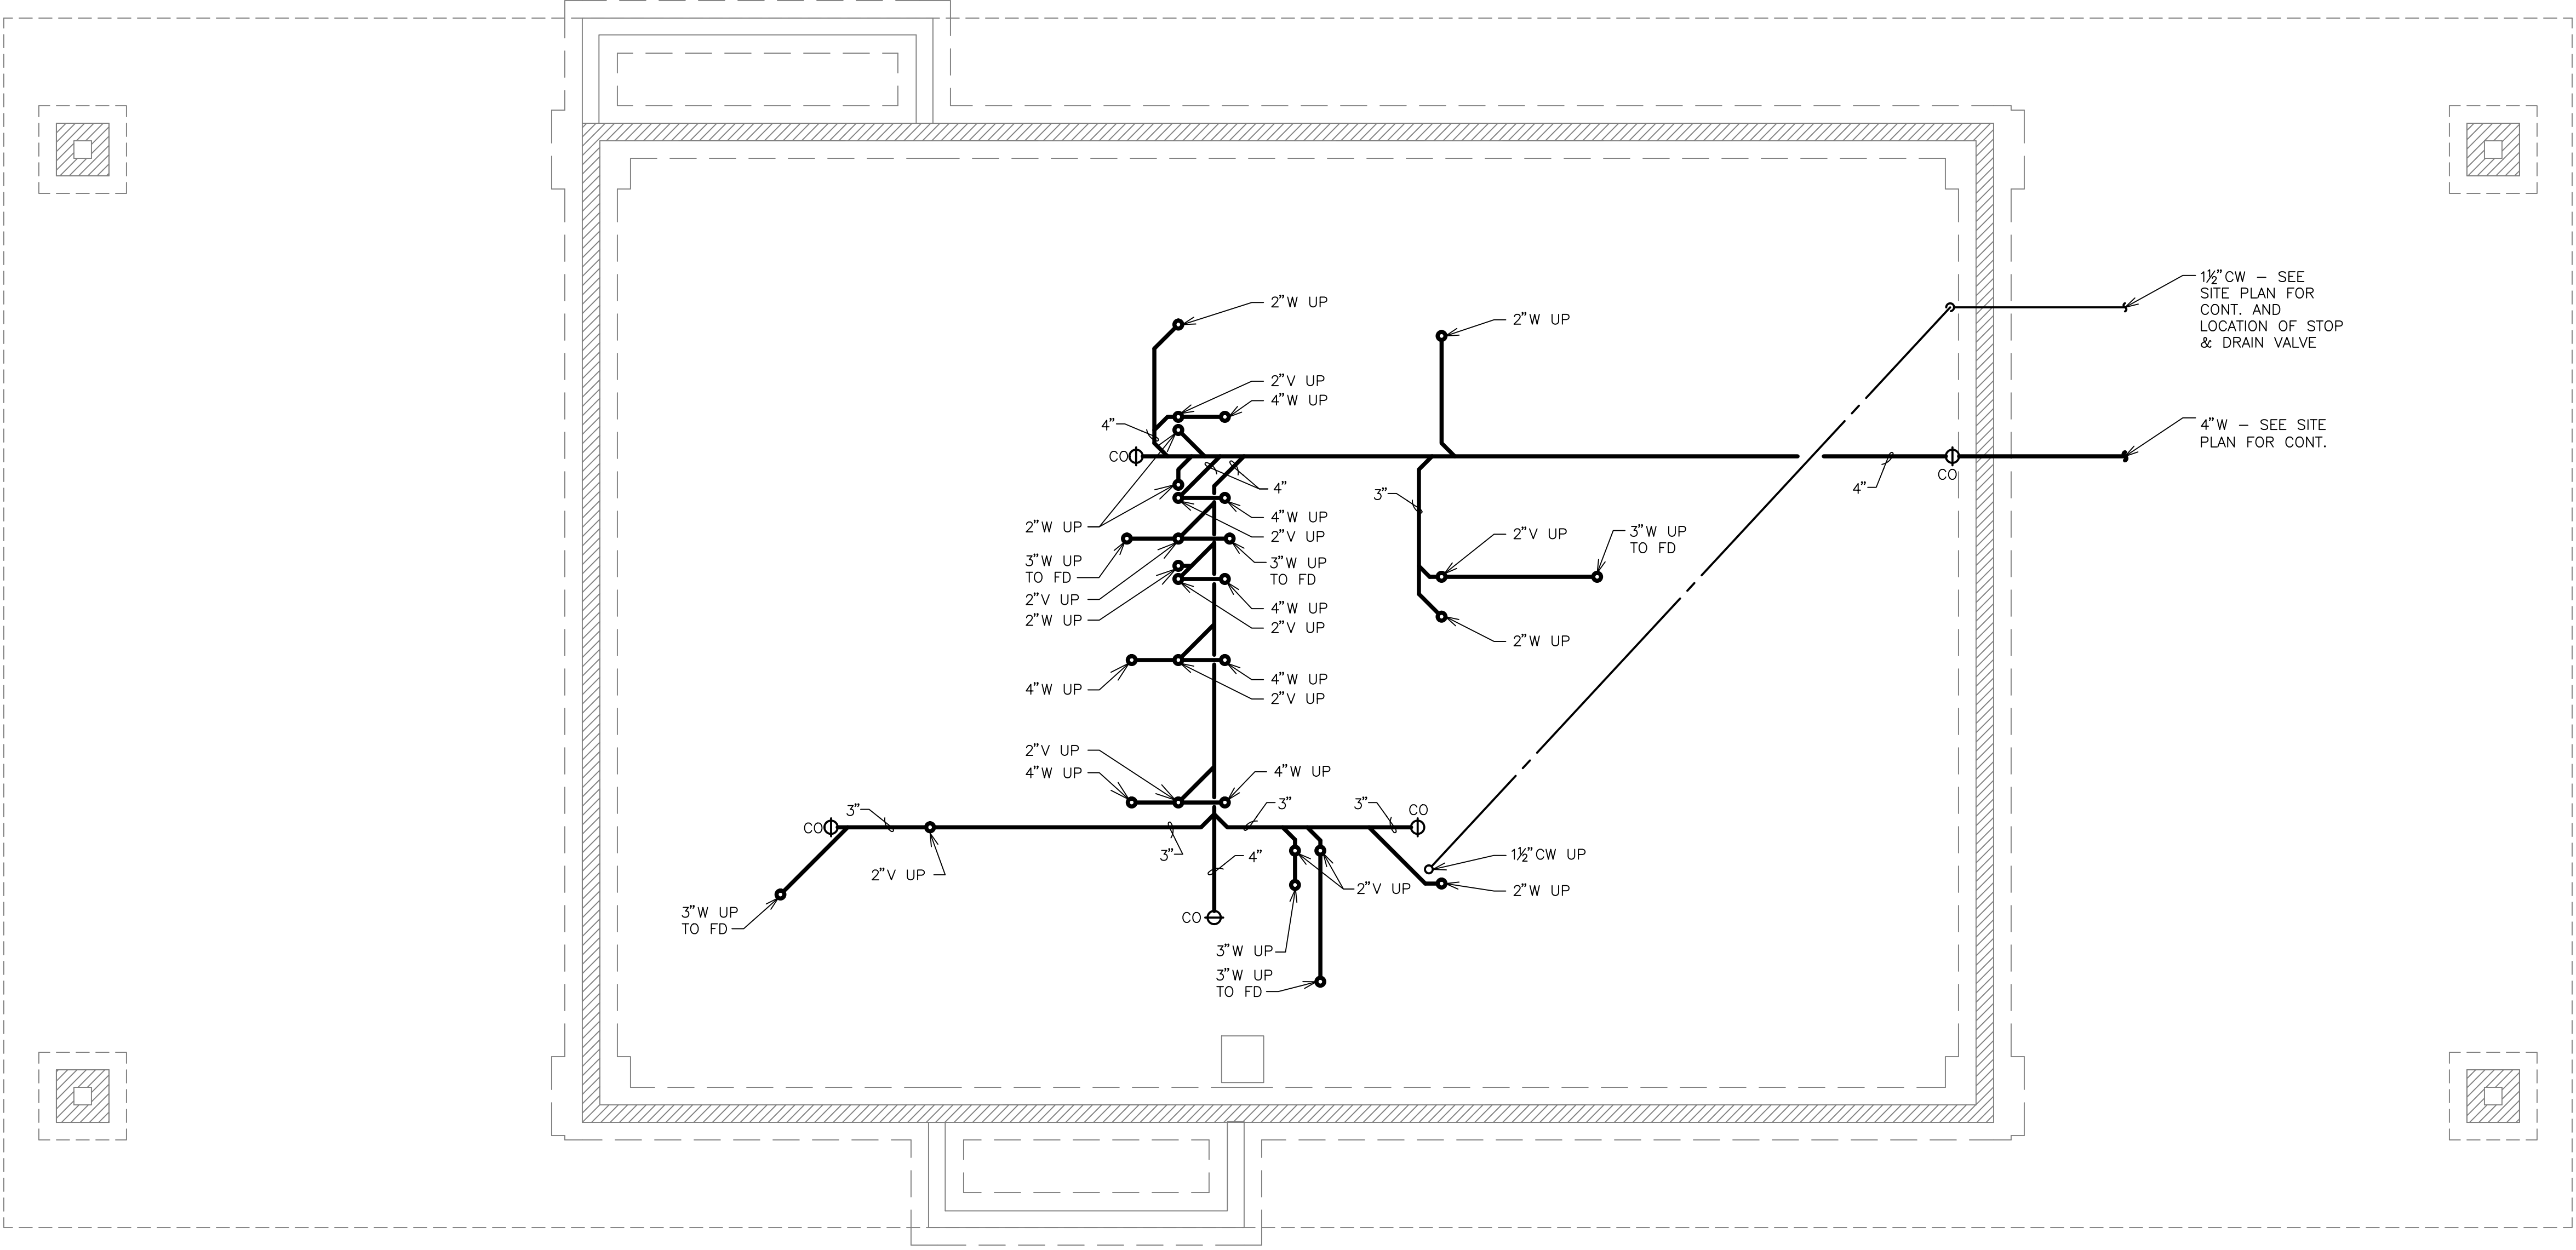 1½"CW – SEE
SITE PLAN FOR
CONT. AND
LOCATION OF STOP
& DRAIN VALVE
2"W UP
2"W UP
2"V UP
4"W UP
4"
CO
4"W – SEE SITE
PLAN FOR CONT.
CO
4"
4"
3"
2"W UP
4"W UP
2"V UP
2"V UP
3"W UP
TO FD
3"W UP
TO FD
3"W UP
TO FD
2"V UP
2"W UP
4"W UP
2"V UP
2"W UP
4"W UP
4"W UP
2"V UP
2"V UP
4"W UP
4"W UP
3"
3"
3"
CO
CO
3"
4"
2"V UP
1½"CW UP
2"V UP
2"W UP
3"W UP
TO FD
CO
3"W UP
3"W UP
TO FD